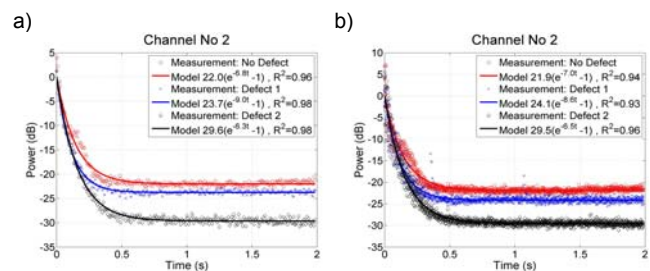 a)
Channel No 2
Measurement: No Defect
Model 22.0(e^-6.8t -1) , R²=0.96
Measurement: Defect 1
Model 23.7(e^-9.0t -1) , R²=0.98
Measurement: Defect 2
Model 29.6(e^-6.3t -1) , R²=0.98
Power (dB)
5
0
-5
-10
-15
-20
-25
-30
-35
0 0.5 1 1.5 2
Time (s)
b)
Channel No 2
Measurement: No Defect
Model 21.9(e^-7.0t -1) , R²=0.94
Measurement: Defect 1
Model 24.1(e^-8.6t -1) , R²=0.93
Measurement: Defect 2
Model 29.5(e^-6.5t -1) , R²=0.96
Power (dB)
10
5
0
-5
-10
-15
-20
-25
-30
-35
0 0.5 1 1.5 2
Time (s)